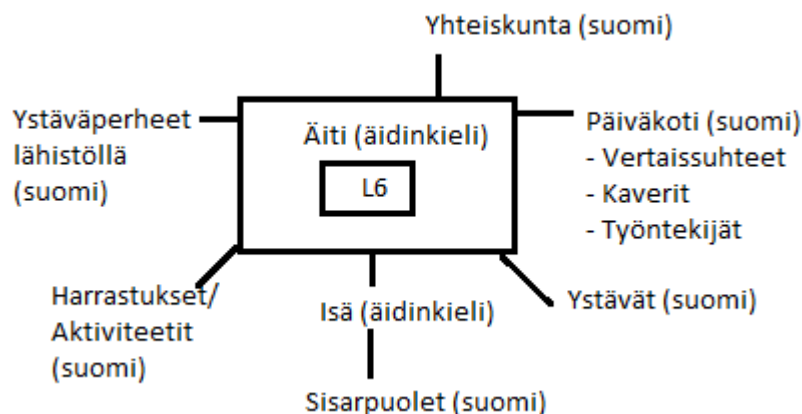 Yhteiskunta (suomi)
Ystäväperheet
lähistöllä
(suomi)
Äiti (äidinkieli)
L6
Päiväkoti (suomi)
- Vertaissuhteet
- Kaverit
- Työntekijät
Harrastukset/
Aktiviteetit
(suomi)
Isä (äidinkieli)
Ystävät (suomi)
Sisarpuolet (suomi)